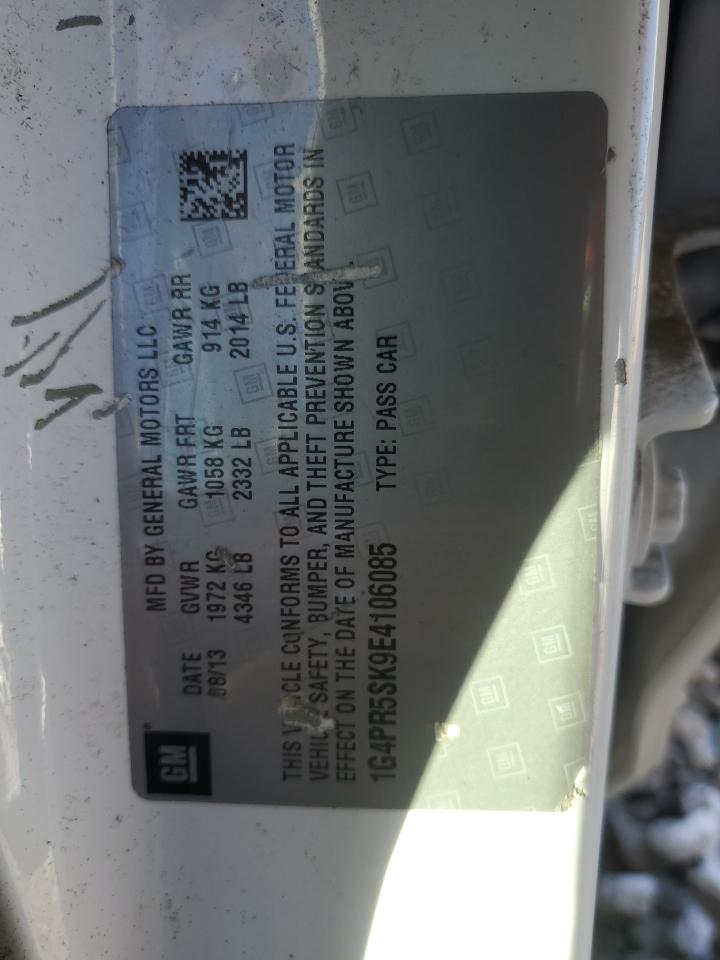 GM
MFD BY GENERAL MOTORS LLC
DATE GVWR GAWR FRT GAWR RR
08/13 1972 KG 1058 KG 914 KG
4346 LB 2332 LB 2014 LB
THIS VEHICLE CONFORMS TO ALL APPLICABLE U.S. FEDERAL MOTOR
VEHICLE SAFETY, BUMPER, AND THEFT PREVENTION STANDARDS IN
EFFECT ON THE DATE OF MANUFACTURE SHOWN ABOVE.
1G4PR5SK9E4106085 TYPE: PASS CAR